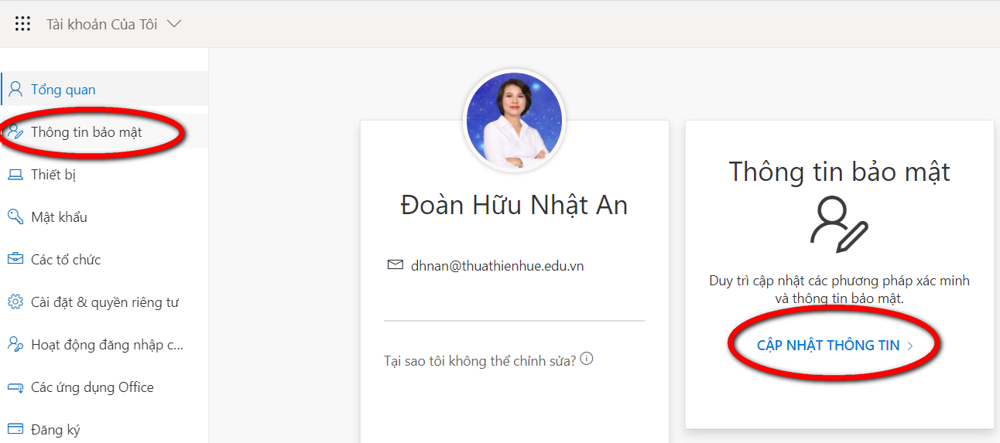 Tài khoản Của Tôi
Tổng quan
Thông tin bảo mật
Thiết bị
Mật khẩu
Các tổ chức
Cài đặt & quyền riêng tư
Hoạt động đăng nhập c...
Các ứng dụng Office
Đăng ký
Đoàn Hữu Nhật An
dhnan@thuathienhue.edu.vn
Tại sao tôi không thể chỉnh sửa?
Thông tin bảo mật
Duy trì cập nhật các phương pháp xác minh
và thông tin bảo mật.
CẬP NHẬT THÔNG TIN >